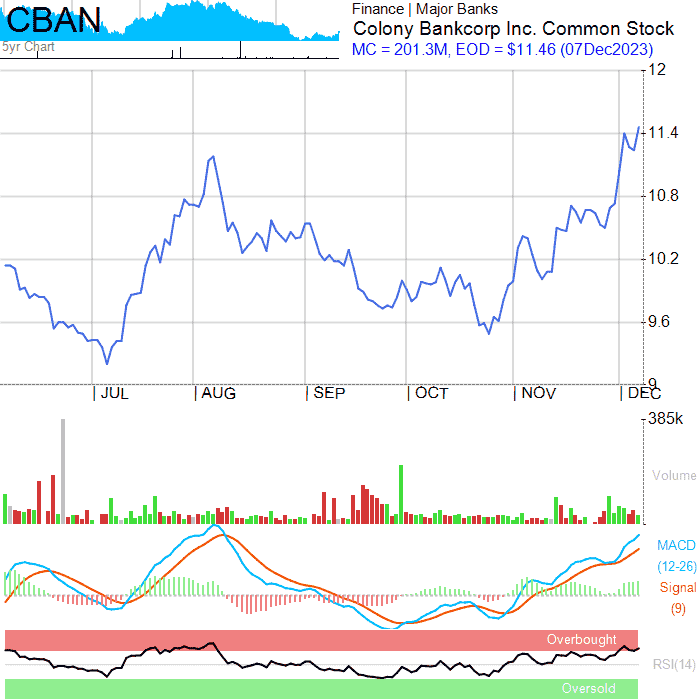 CBAN
5yr Chart
Finance | Major Banks
Colony Bankcorp Inc. Common Stock
MC = 201.3M, EOD = $11.46 (07Dec2023)
12
11.4
10.8
10.2
9.6
9
JUL AUG SEP OCT NOV DEC
385k
Volume
MACD
(12-26)
Signal
(9)
Overbought
RSI(14)
Oversold